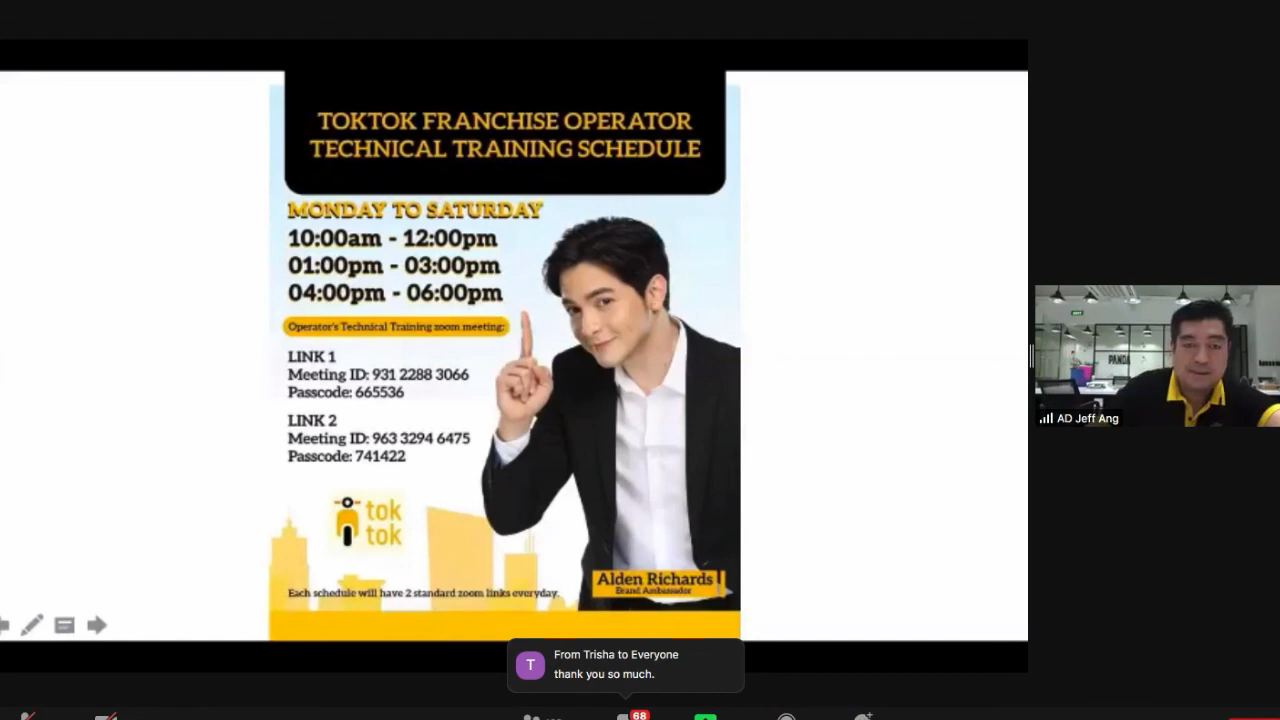 TOKTOK FRANCHISE OPERATOR
TECHNICAL TRAINING SCHEDULE
MONDAY TO SATURDAY
10:00am - 12:00pm
01:00pm - 03:00pm
04:00pm - 06:00pm
Operator's Technical Training zoom meeting:
LINK 1
Meeting ID: 931 2288 3066
Passcode: 665536
LINK 2
Meeting ID: 963 3294 6475
Passcode: 741422
tok
tok
Alden Richards
Brand Ambassador
Each schedule will have 2 standard zoom links everyday.
PANDA
AD Jeff Ang
T
From Trisha to Everyone
thank you so much.
68